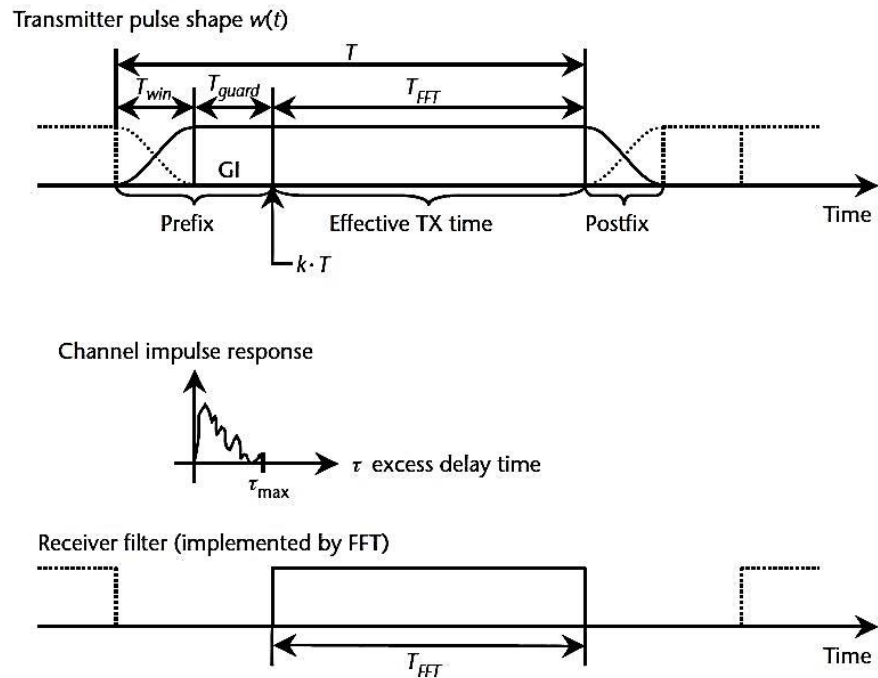 Transmitter pulse shape w(t)
T
T_win T_guard T_FFT
GI
Prefix Effective TX time Postfix
Time
k · T
Channel impulse response
τ excess delay time
τ_max
Receiver filter (implemented by FFT)
T_FFT
Time